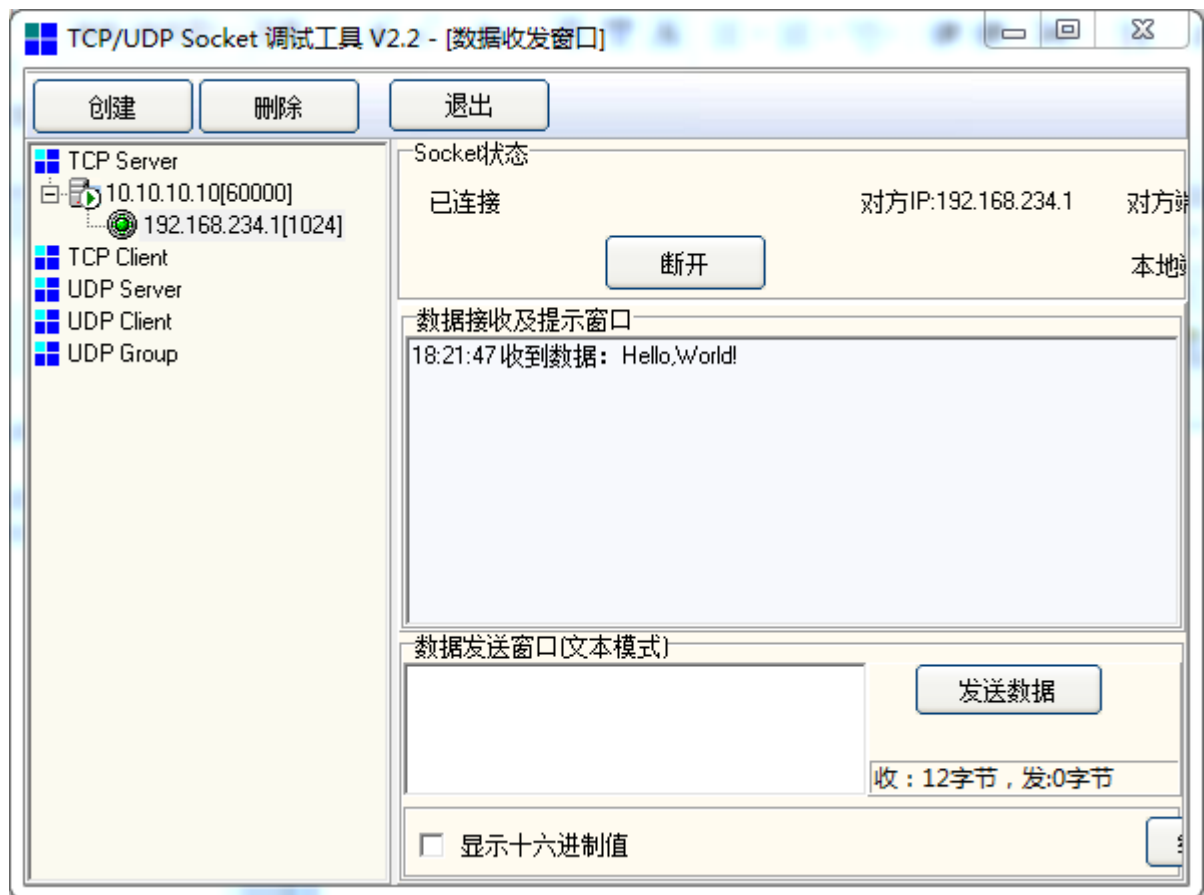 TCP/UDP Socket 调试工具 V2.2 - [数据收发窗口]
创建 删除 退出
TCP Server
10.10.10.10[60000]
192.168.234.1[1024]
TCP Client
UDP Server
UDP Client
UDP Group
Socket状态
已连接 对方IP:192.168.234.1 对方
断开 本地
数据接收及提示窗口
18:21:47 收到数据：Hello,World!
数据发送窗口(文本模式)
发送数据
收：12字节，发:0字节
显示十六进制值